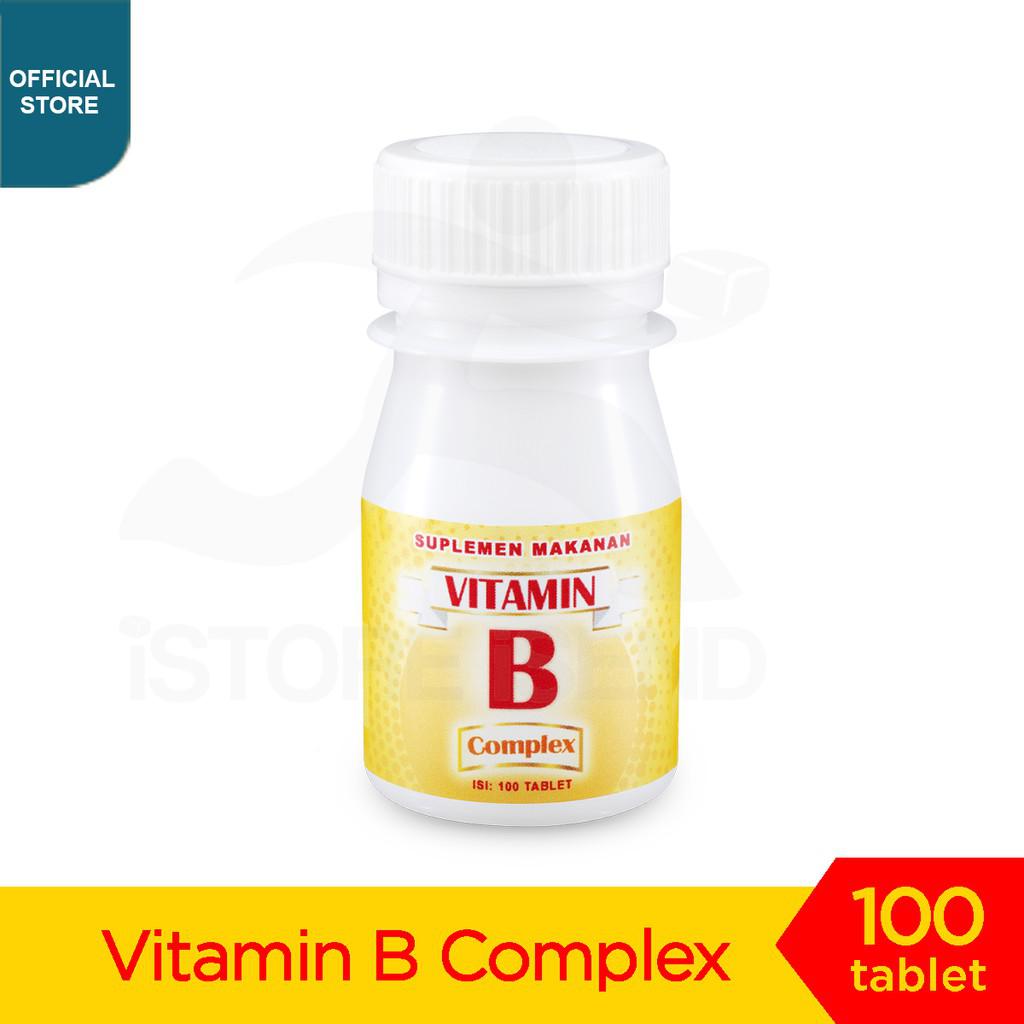 OFFICIAL
STORE
SUPLEMEN MAKANAN
VITAMIN
B
Complex
ISI: 100 TABLET
Vitamin B Complex
100
tablet